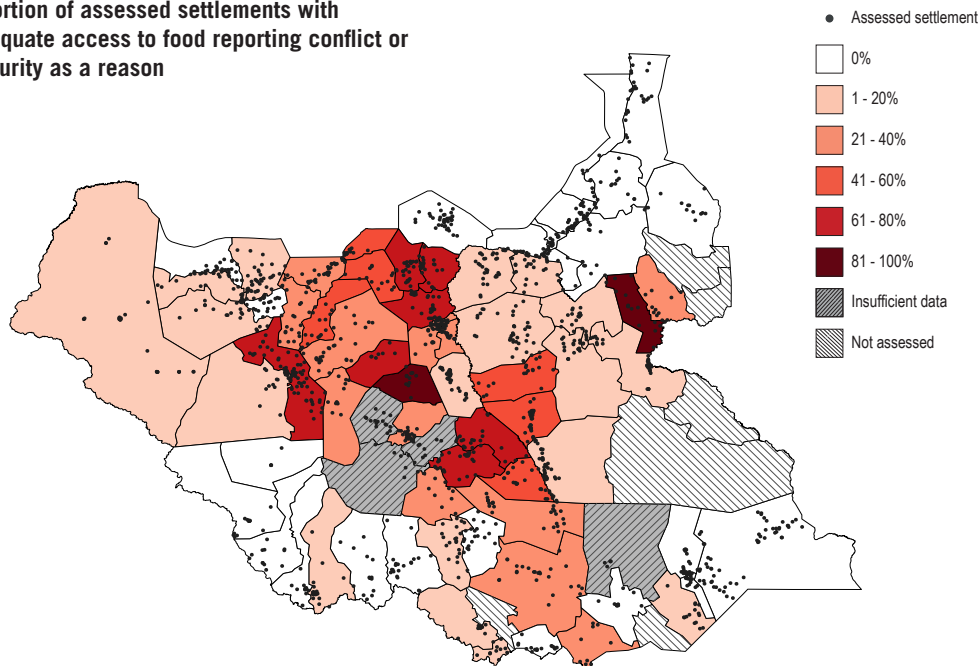 ortion of assessed settlements with
quate access to food reporting conflict or
urity as a reason
Assessed settlement
0%
1 - 20%
21 - 40%
41 - 60%
61 - 80%
81 - 100%
Insufficient data
Not assessed